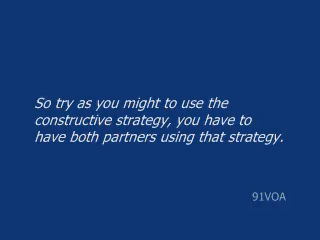 So try as you might to use the
constructive strategy, you have to
have both partners using that strategy.
91VOA